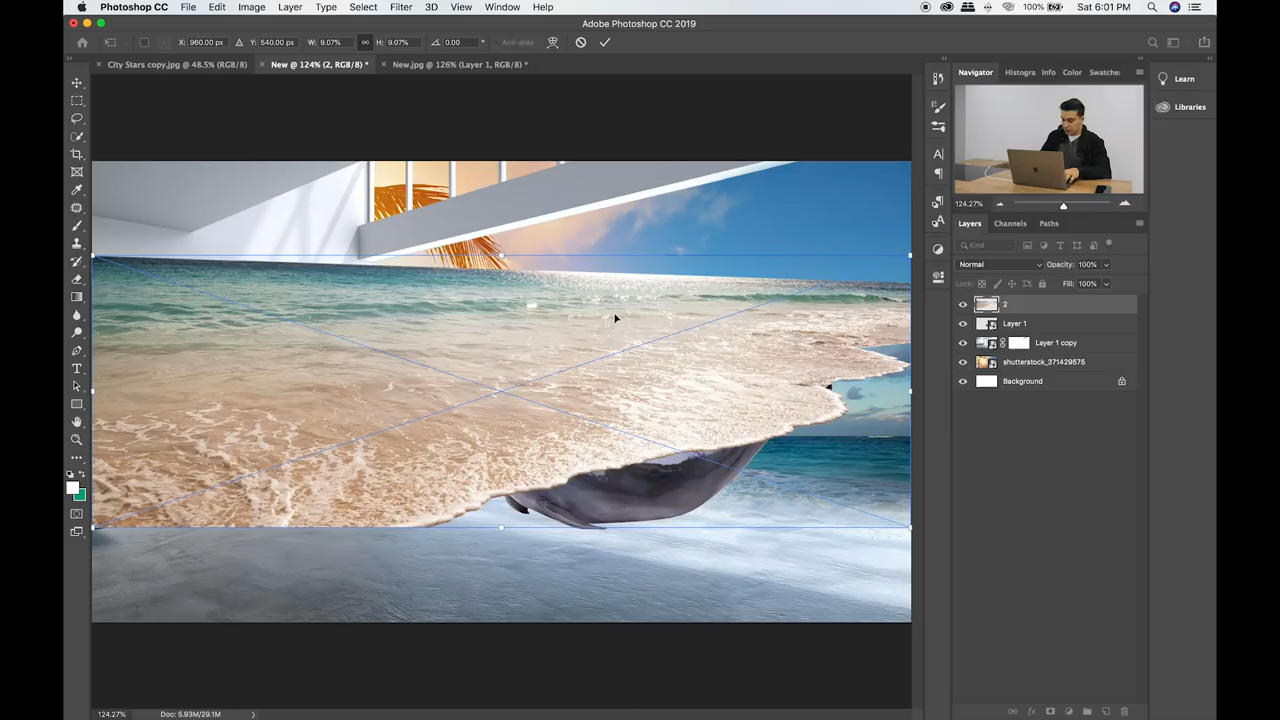 Photoshop CC File Edit Image Layer Type Select Filter 3D View Window Help 100% Sat 6:01 PM
Adobe Photoshop CC 2019
X: 960.00 px Y: 540.00 px W: 9.07% H: 9.07% 0.00 ° Anti-alias
City Stars copy.jpg @ 48.5% (RGB/8) New @ 124% (2, RGB/8) * New.jpg @ 126% (Layer 1, RGB/8) *
Navigator Histogra Info Color Swatche:
Learn
Libraries
124.27%
Layers Channels Paths
Kind
Normal Opacity: 100%
Lock: Fill: 100%
2
Layer 1
Layer 1 copy
shutterstock_371429575
Background
124.27% Doc: 5.93M/29.1M